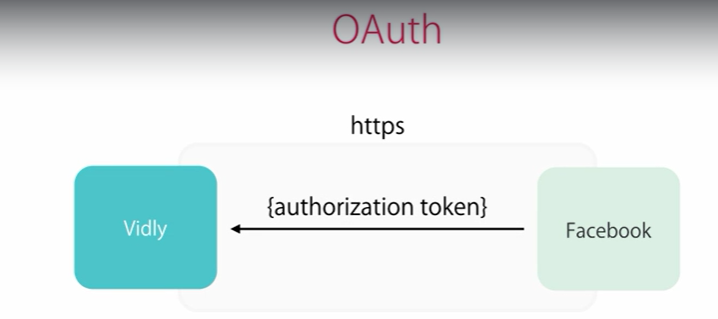 OAuth
https
{authorization token}
Vidly
Facebook